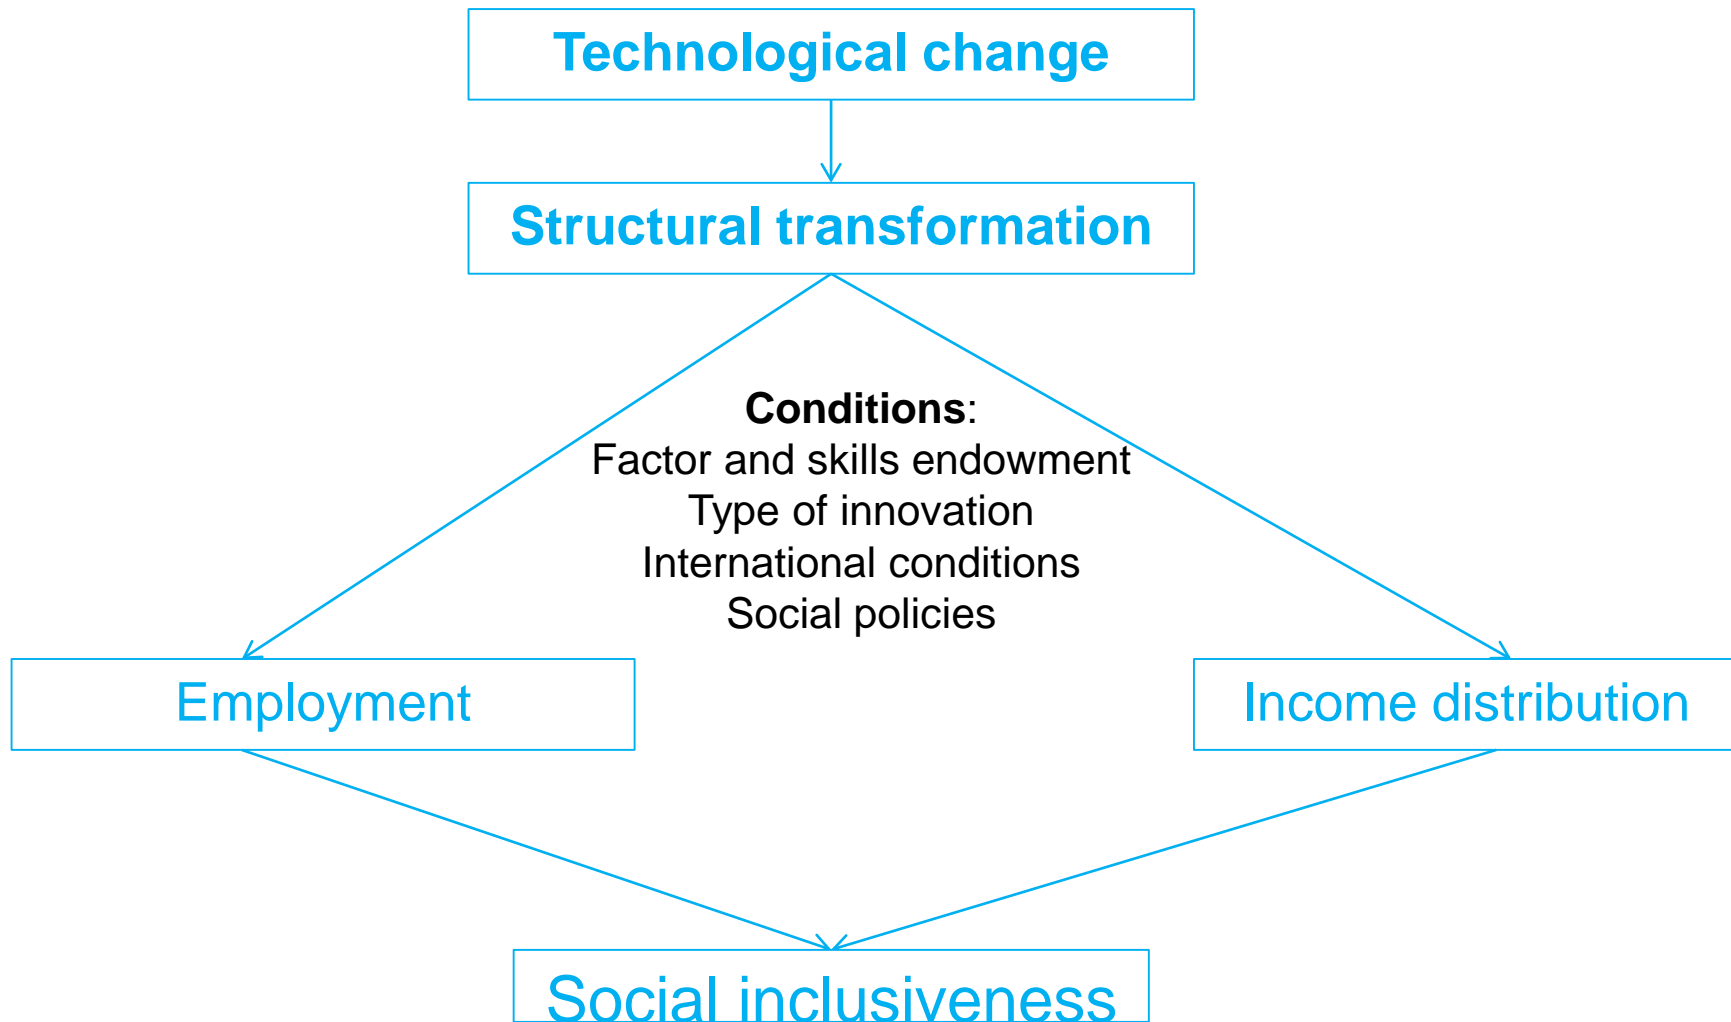 Technological change
Structural transformation
Conditions:
Factor and skills endowment
Type of innovation
International conditions
Social policies
Employment
Income distribution
Social inclusiveness